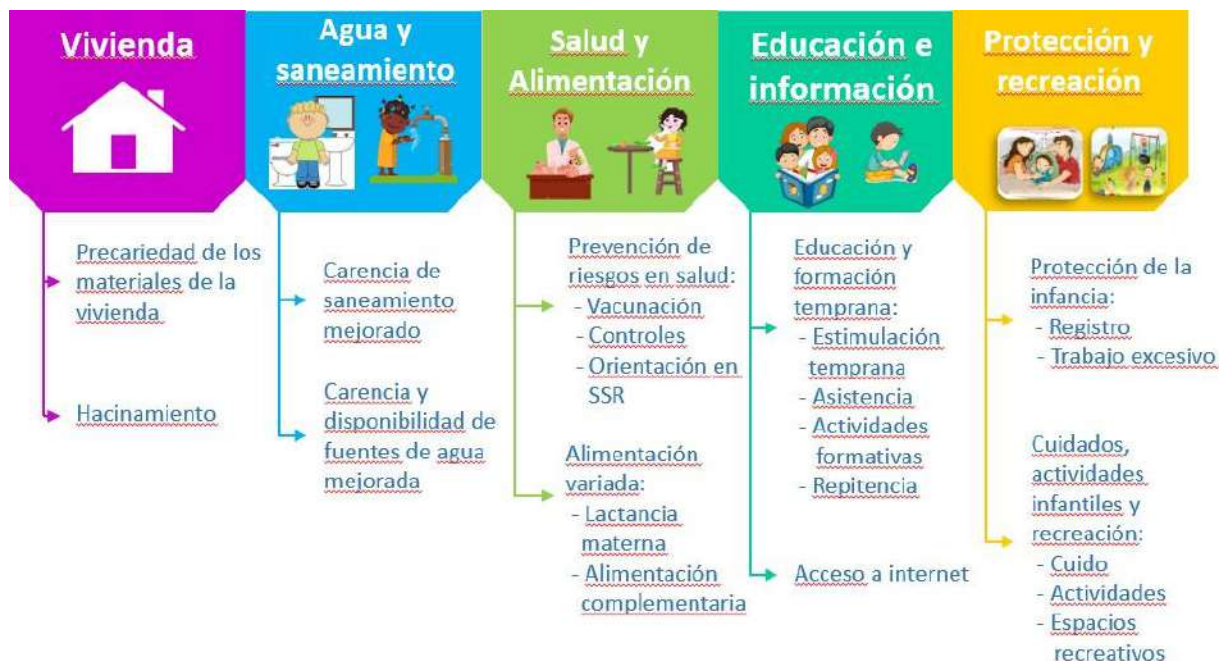 Vivienda
Precariedad de los
materiales de la
vivienda
Hacinamiento
Agua y
saneamiento
Carencia de
saneamiento
mejorado
Carencia y
disponibilidad de
fuentes de agua
mejorada
Salud y
Alimentación
Prevención de
riesgos en salud:
- Vacunación
- Controles
- Orientación en
SSR
Alimentación
variada:
- Lactancia
materna
- Alimentación
complementaria
Educación e
información
Educación y
formación
temprana:
- Estimulación
temprana
- Asistencia
- Actividades
formativas
- Repitencia
Acceso a internet
Protección y
recreación
Protección de la
infancia:
- Registro
- Trabajo excesivo
Cuidados,
actividades
infantiles y
recreación:
- Cuido
- Actividades
- Espacios
recreativos